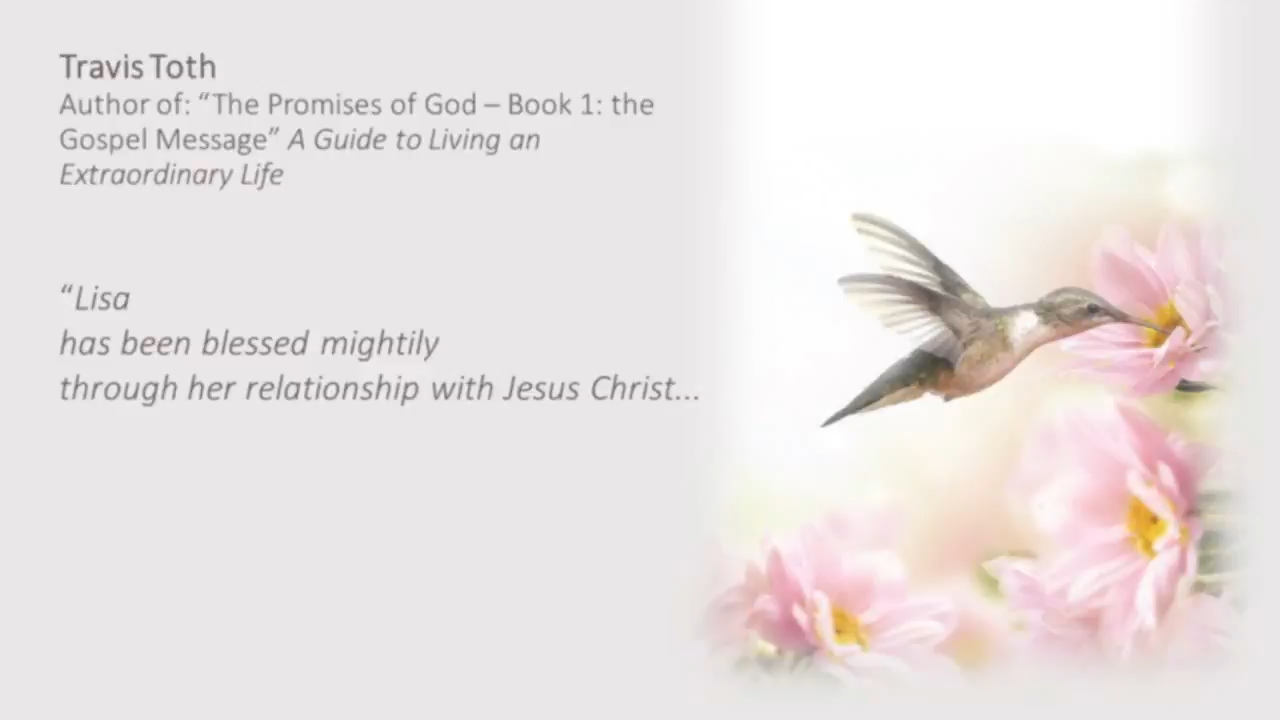 Travis Toth
Author of: “The Promises of God – Book 1: the
Gospel Message” A Guide to Living an
Extraordinary Life
“Lisa
has been blessed mightily
through her relationship with Jesus Christ...